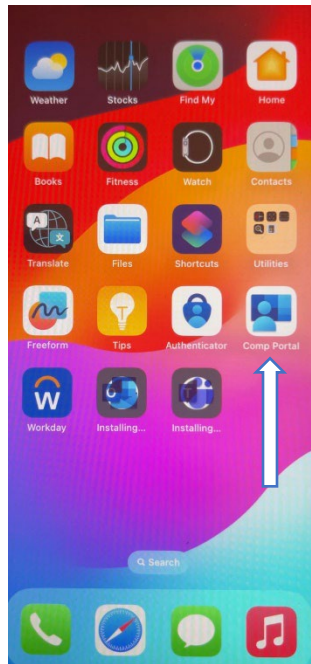 Weather Stocks Find My Home
Books Fitness Watch Contacts
A
文
Translate Files Shortcuts Utilities
T
Freeform Tips Authenticator Comp Portal
Workday Installing... Installing...
Search